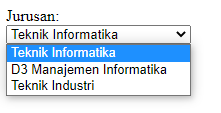 Jurusan:
Teknik Informatika
Teknik Informatika
D3 Manajemen Informatika
Teknik Industri